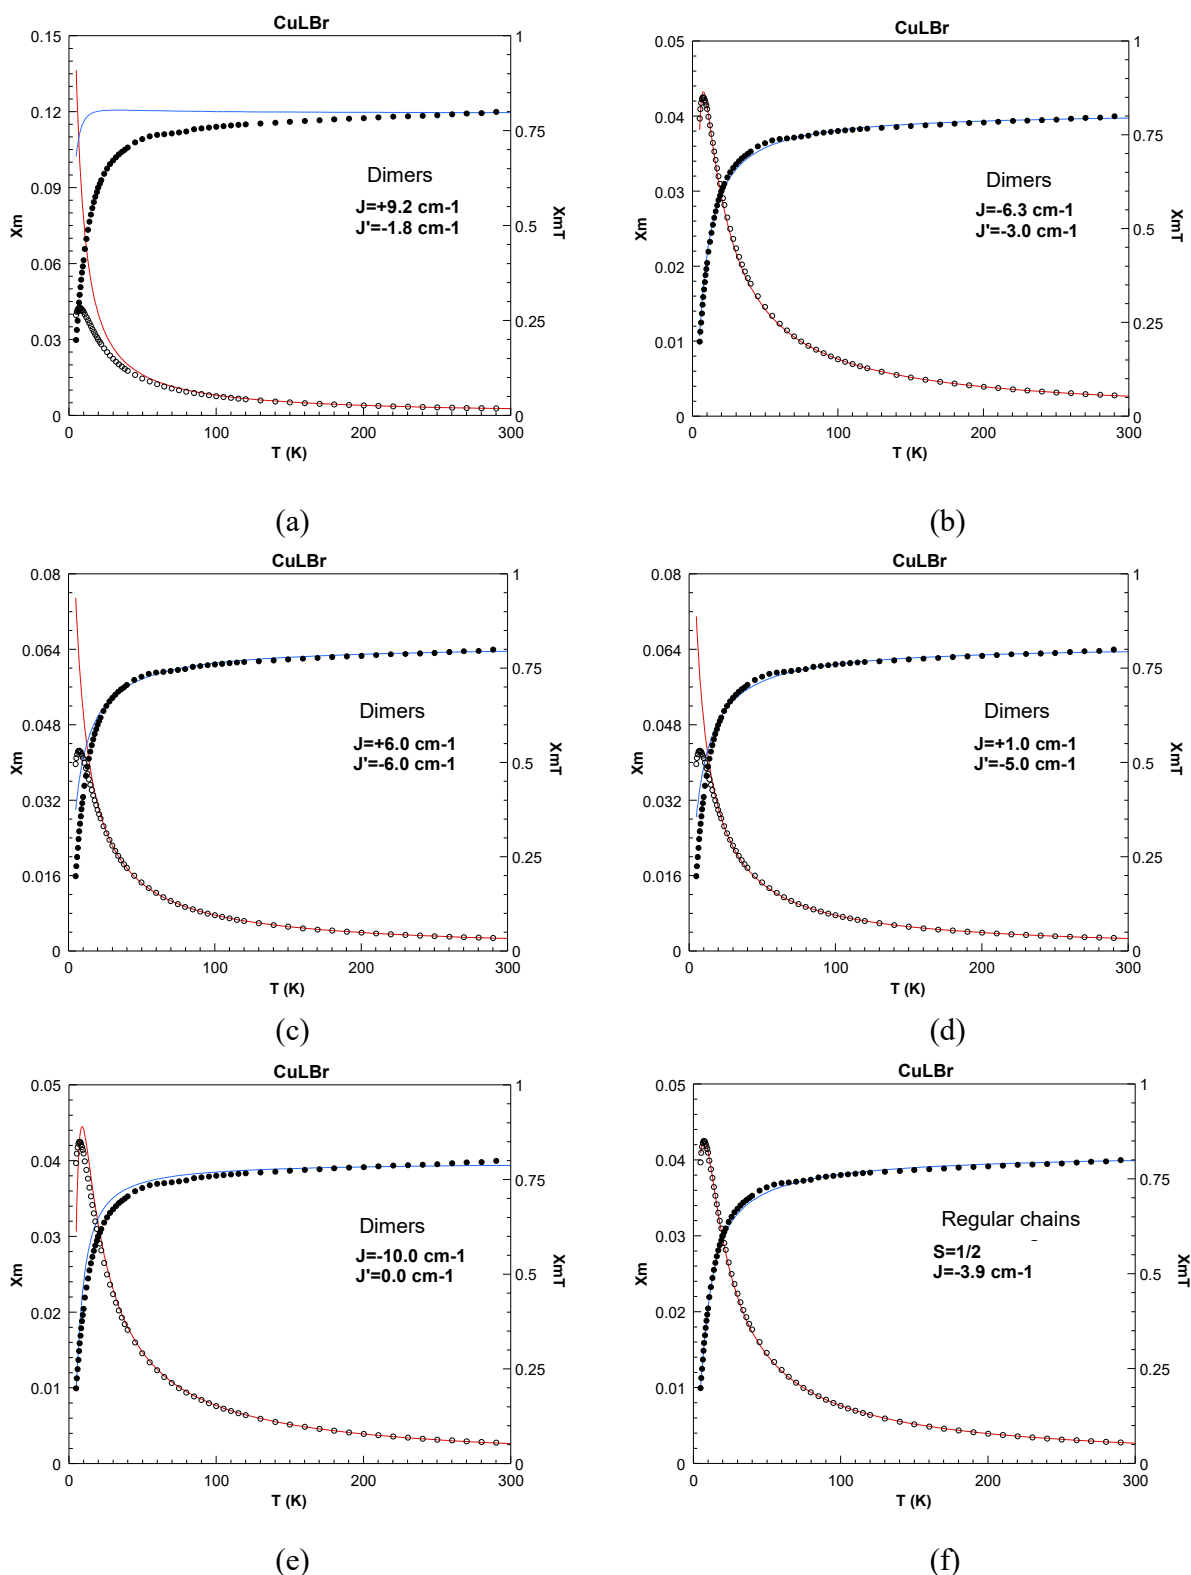 CuLBr
0.15
0.12
0.09
0.06
0.03
0
Xm
1
0.75
0.5
0.25
0
XmT
Dimers
J=+9.2 cm-1
J'=-1.8 cm-1
0 100 200 300
T (K)
(a)
CuLBr
0.05
0.04
0.03
0.02
0.01
0
Xm
1
0.75
0.5
0.25
0
XmT
Dimers
J=-6.3 cm-1
J'=-3.0 cm-1
0 100 200 300
T (K)
(b)
CuLBr
0.08
0.064
0.048
0.032
0.016
0
Xm
1
0.75
0.5
0.25
0
XmT
Dimers
J=+6.0 cm-1
J'=-6.0 cm-1
0 100 200 300
T (K)
(c)
CuLBr
0.08
0.064
0.048
0.032
0.016
0
Xm
1
0.75
0.5
0.25
0
XmT
Dimers
J=+1.0 cm-1
J'=-5.0 cm-1
0 100 200 300
T (K)
(d)
CuLBr
0.05
0.04
0.03
0.02
0.01
0
Xm
1
0.75
0.5
0.25
0
XmT
Dimers
J=-10.0 cm-1
J'=0.0 cm-1
0 100 200 300
T (K)
(e)
CuLBr
0.05
0.04
0.03
0.02
0.01
0
Xm
1
0.75
0.5
0.25
0
XmT
Regular chains
S=1/2
J=-3.9 cm-1
0 100 200 300
T (K)
(f)